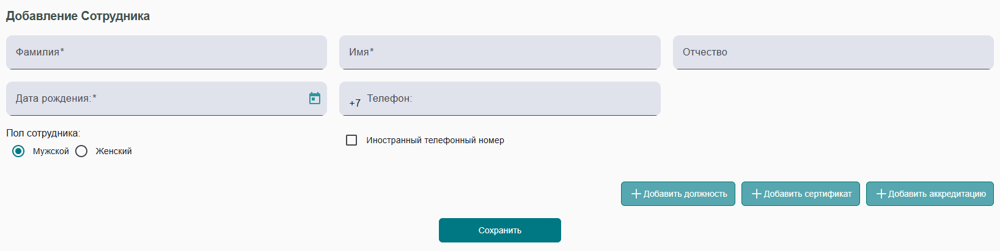 Добавление Сотрудника
Фамилия*
Имя*
Отчество
Дата рождения:*
+7 Телефон:
Пол сотрудника:
Мужской
Женский
Иностранный телефонный номер
Добавить должность
Добавить сертификат
Добавить аккредитацию
Сохранить